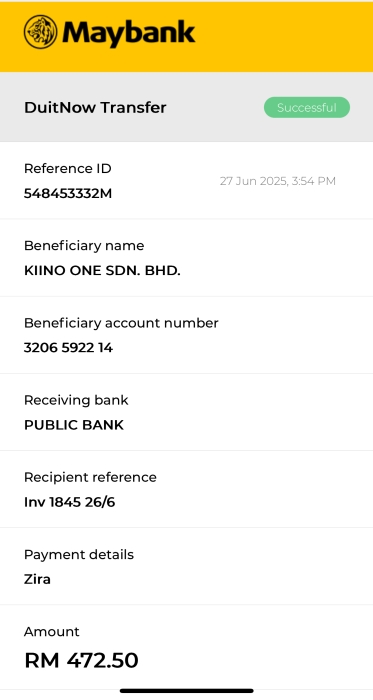 Maybank
DuitNow Transfer
Successful
Reference ID
27 Jun 2025, 3:54 PM
548453332M
Beneficiary name
KIINO ONE SDN. BHD.
Beneficiary account number
3206 5922 14
Receiving bank
PUBLIC BANK
Recipient reference
Inv 1845 26/6
Payment details
Zira
Amount
RM 472.50